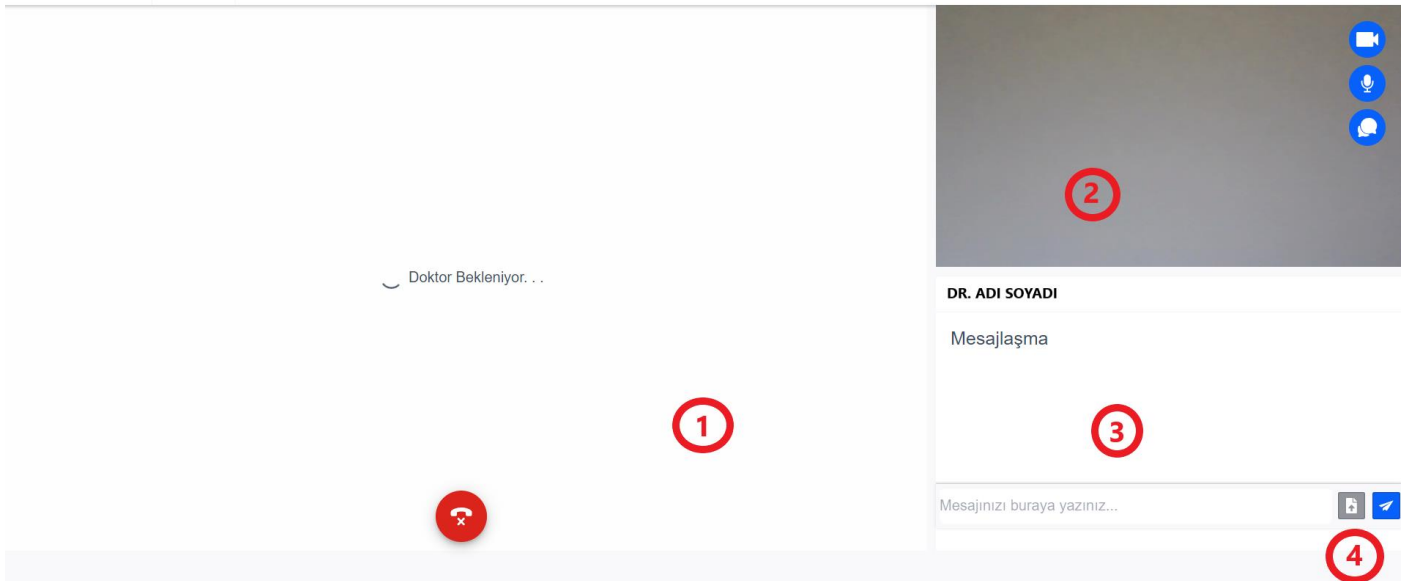 Doktor Bekleniyor. . .
1
2
DR. ADI SOYADI
Mesajlaşma
3
Mesajınızı buraya yazınız...
4